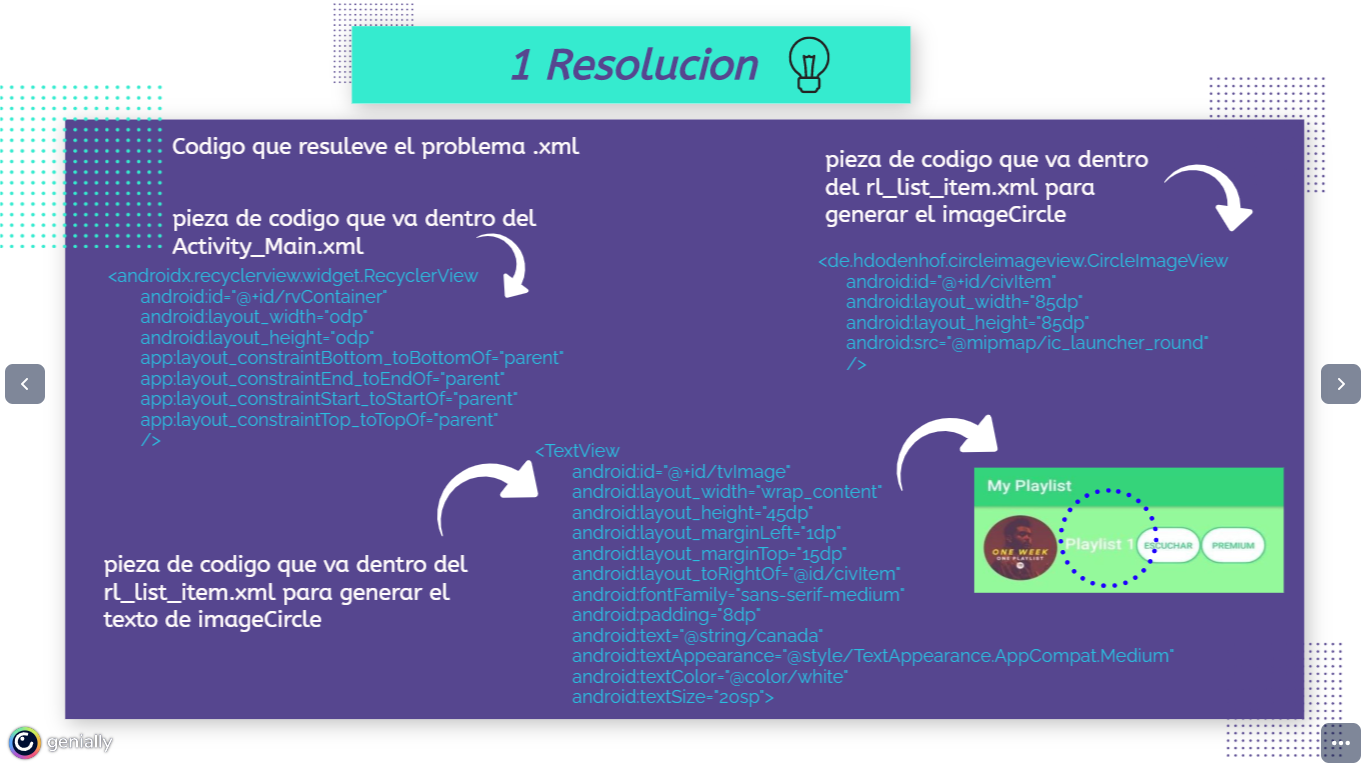 1 Resolucion
Codigo que resuleve el problema .xml
pieza de codigo que va dentro del
Activity_Main.xml
<androidx.recyclerview.widget.RecyclerView
android:id="@+id/rvContainer"
android:layout_width="0dp"
android:layout_height="0dp"
app:layout_constraintBottom_toBottomOf="parent"
app:layout_constraintEnd_toEndOf="parent"
app:layout_constraintStart_toStartOf="parent"
app:layout_constraintTop_toTopOf="parent"
/>
pieza de codigo que va dentro
del rl_list_item.xml para
generar el imageCircle
<de.hdodenhof.circleimageview.CircleImageView
android:id="@+id/civItem"
android:layout_width="85dp"
android:layout_height="85dp"
android:src="@mipmap/ic_launcher_round"
/>
pieza de codigo que va dentro del
rl_list_item.xml para generar el
texto de imageCircle
<TextView
android:id="@+id/tvImage"
android:layout_width="wrap_content"
android:layout_height="45dp"
android:layout_marginLeft="1dp"
android:layout_marginTop="15dp"
android:layout_toRightOf="@id/civItem"
android:fontFamily="sans-serif-medium"
android:padding="8dp"
android:text="@string/canada"
android:textAppearance="@style/TextAppearance.AppCompat.Medium"
android:textColor="@color/white"
android:textSize="20sp">
My Playlist
ONE WEEK
ONE PLAYLIST
Playlist 1
ESCUCHAR
PREMIUM
genially